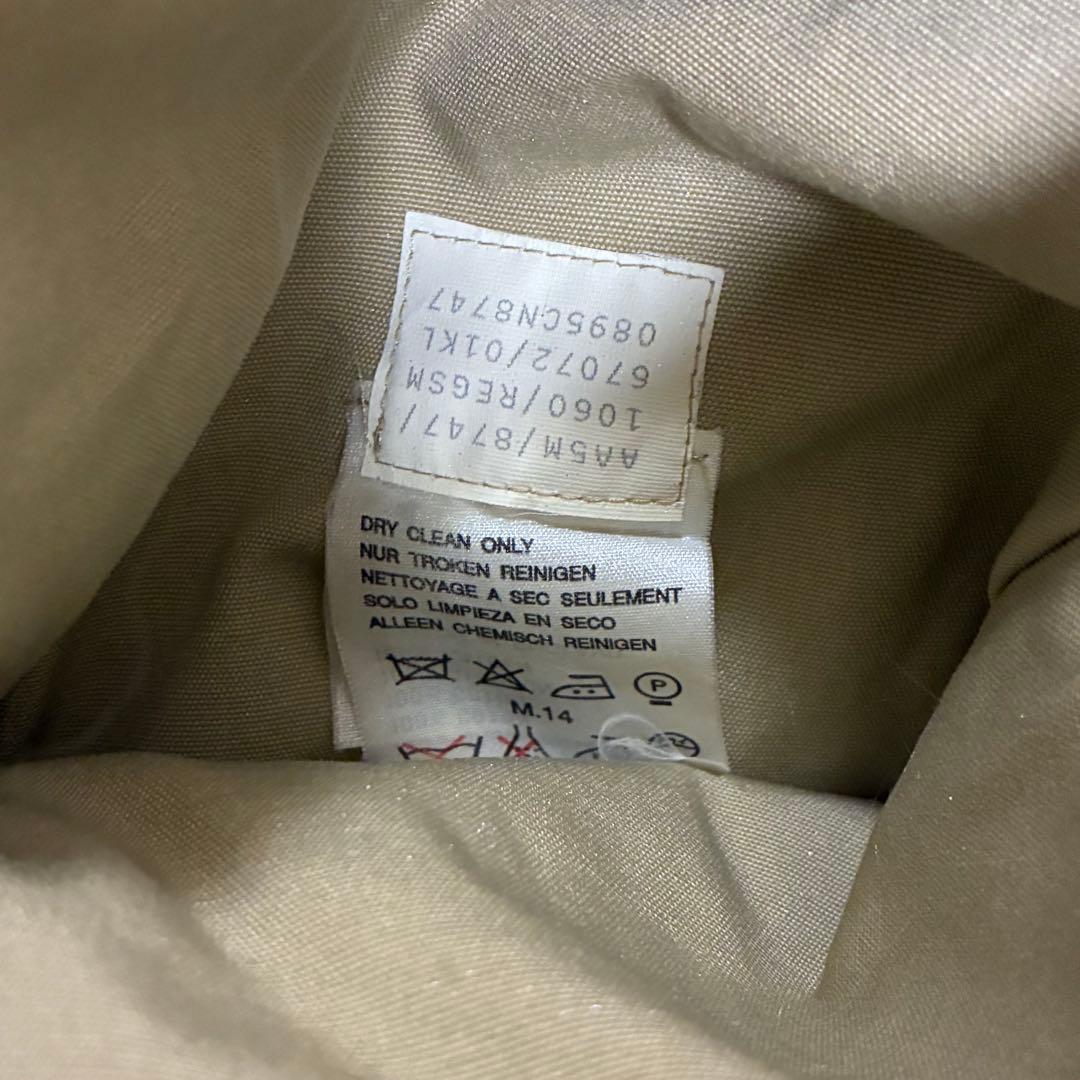 AA5M/8747/
1060/REGSM
67072/01KL
0895CN8747
DRY CLEAN ONLY
NUR TROKEN REINIGEN
NETTOYAGE A SEC SEULEMENT
SOLO LIMPIEZA EN SECO
ALLEEN CHEMISCH REINIGEN
P
M.14